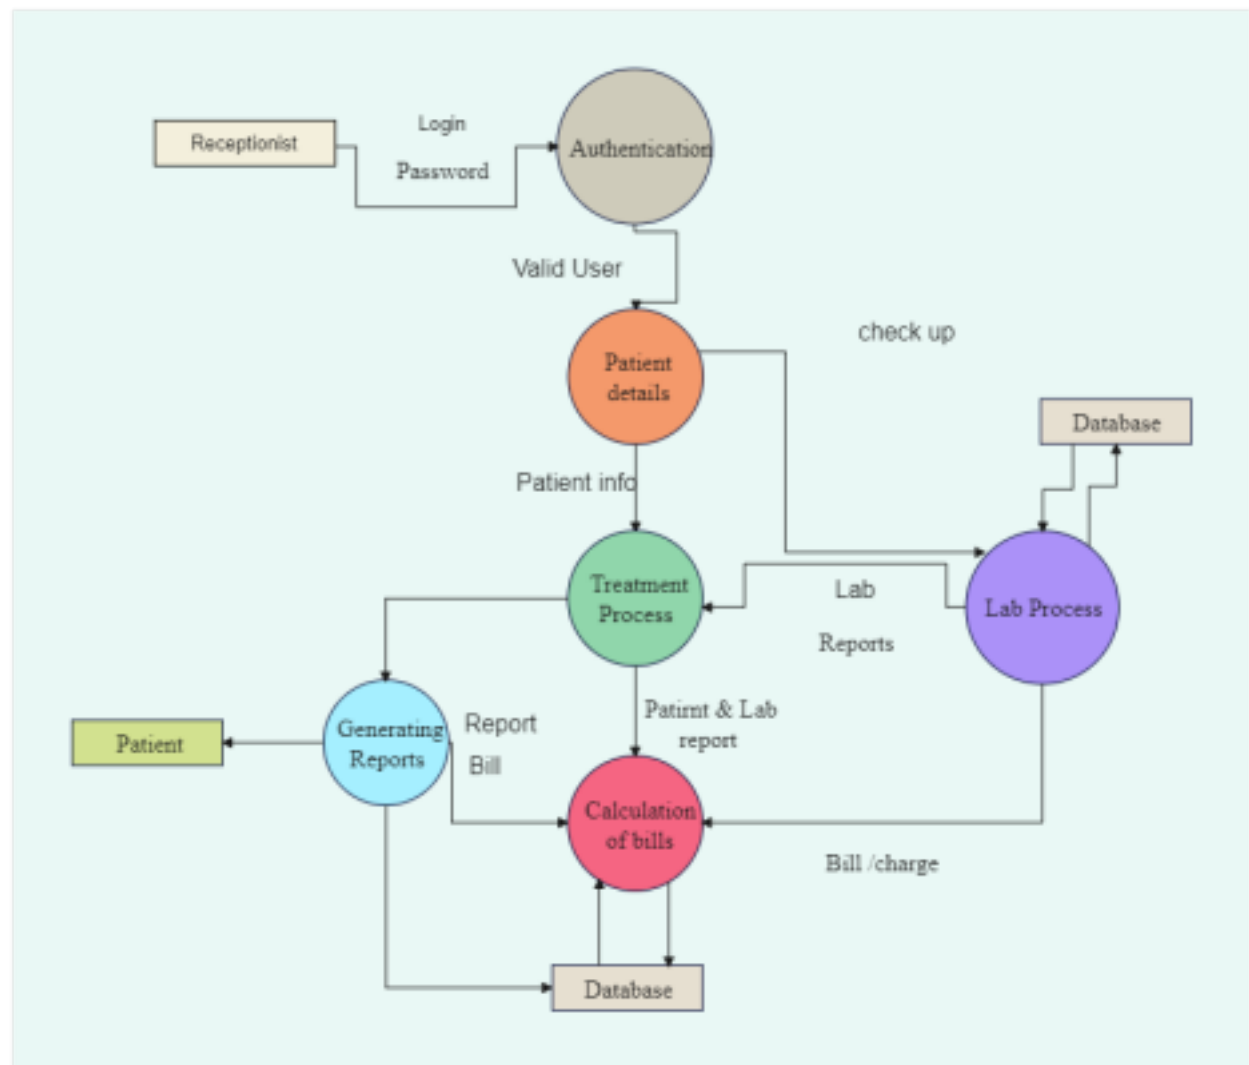 Login
Receptionist
Authentication
Password
Valid User
check up
Patient
details
Database
Patient info
Treatment
Process
Lab
Lab Process
Reports
Patirnt & Lab
report
Generating
Reports
Report
Bill
Patient
Calculation
of bills
Bill /charge
Database